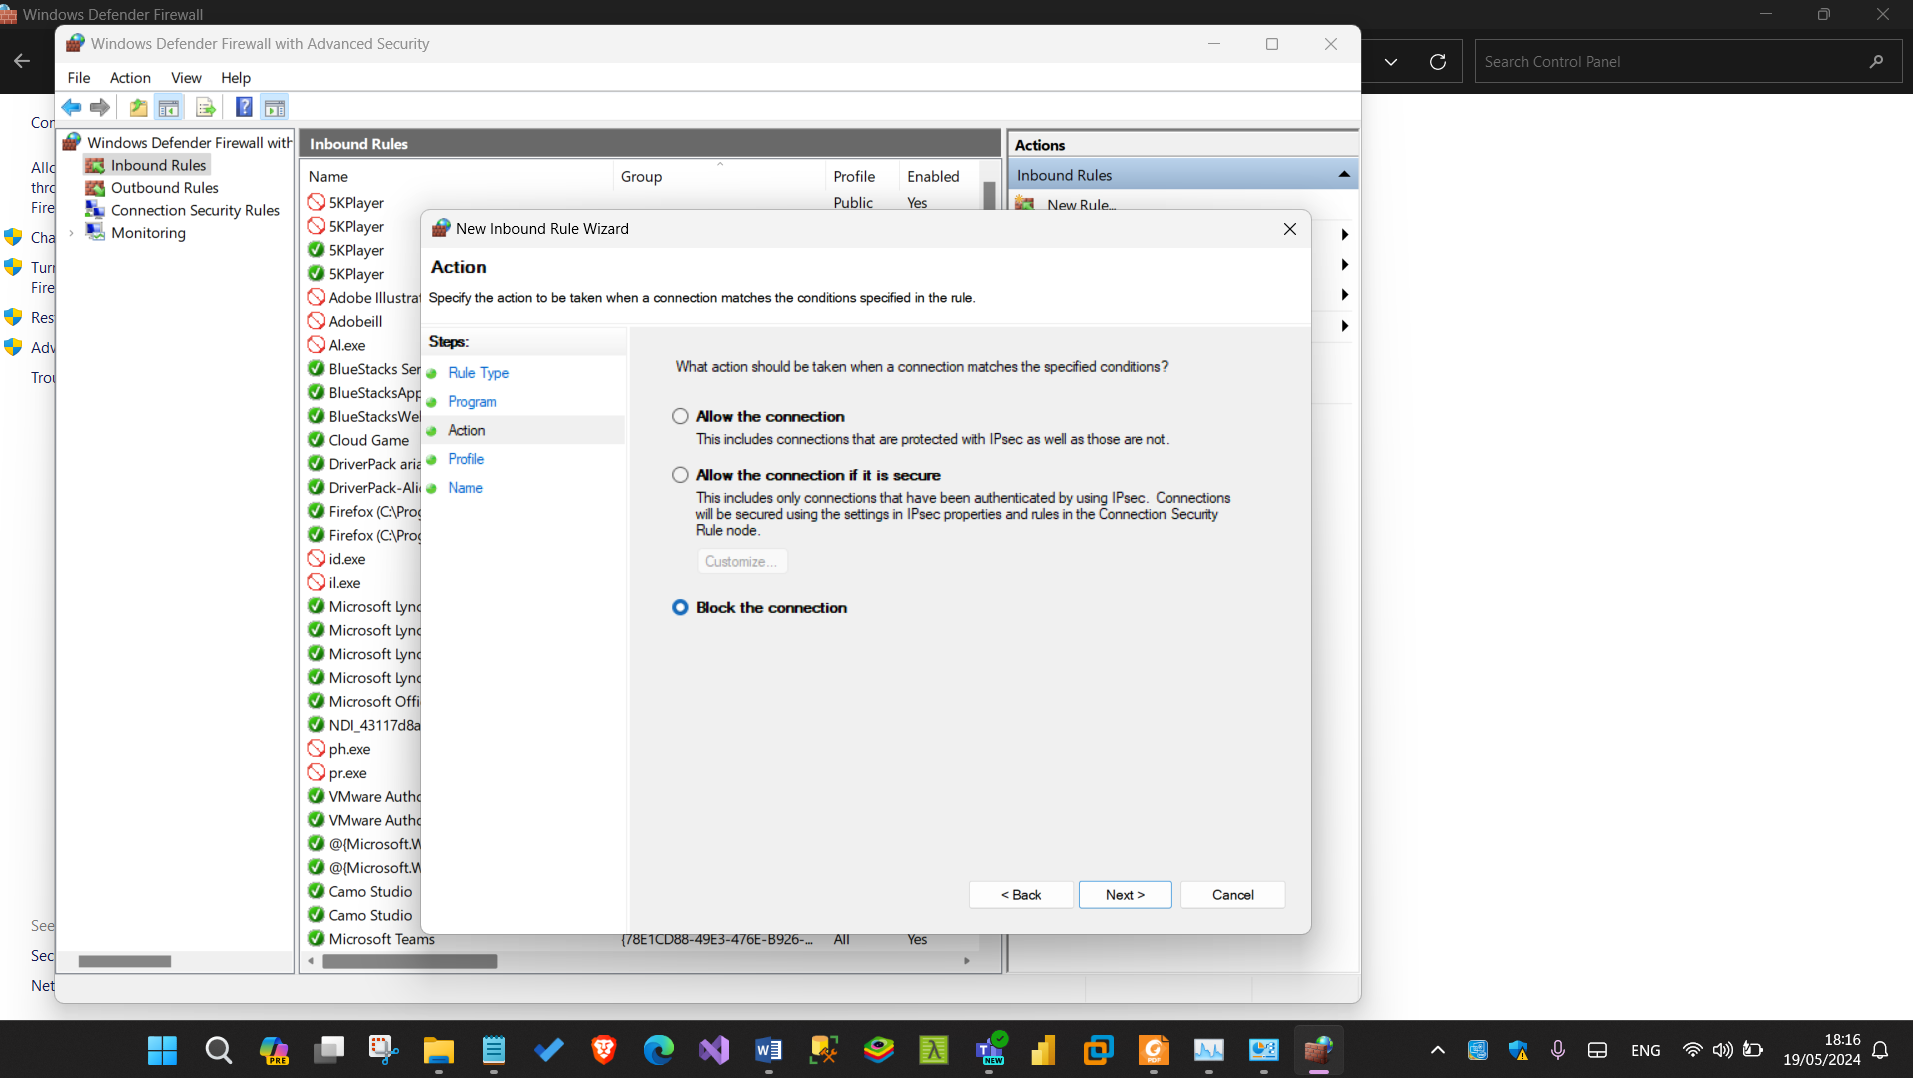 Windows Defender Firewall
Windows Defender Firewall with Advanced Security
Search Control Panel
File Action View Help
Windows Defender Firewall with
Inbound Rules
Outbound Rules
Connection Security Rules
Monitoring
Inbound Rules
Name Group Profile Enabled
5KPlayer Public Yes
5KPlayer
5KPlayer
5KPlayer
Adobe Illustrat
Adobeill
AI.exe
BlueStacks Ser
BlueStacksApp
BlueStacksWel
Cloud Game
DriverPack aria
DriverPack-Alic
Firefox (C:\Prog
Firefox (C:\Prog
id.exe
il.exe
Microsoft Lync
Microsoft Lync
Microsoft Lync
Microsoft Lync
Microsoft Offi
NDI_43117d8a
ph.exe
pr.exe
VMware Autho
VMware Autho
@{Microsoft.W
@{Microsoft.W
Camo Studio
Camo Studio
Microsoft Teams {78E1CD88-49E3-476E-B926-... All Yes
Actions
Inbound Rules
New Rule...
New Inbound Rule Wizard
Action
Specify the action to be taken when a connection matches the conditions specified in the rule.
Steps:
Rule Type
Program
Action
Profile
Name
What action should be taken when a connection matches the specified conditions?
Allow the connection
This includes connections that are protected with IPsec as well as those are not.
Allow the connection if it is secure
This includes only connections that have been authenticated by using IPsec. Connections
will be secured using the settings in IPsec properties and rules in the Connection Security
Rule node.
Customize...
Block the connection
< Back Next > Cancel
Con
Allo
thro
Fire
Cha
Turn
Fire
Res
Adv
Trou
See
Sec
Net
PRE
NEW
PDF
ENG
18:16
19/05/2024